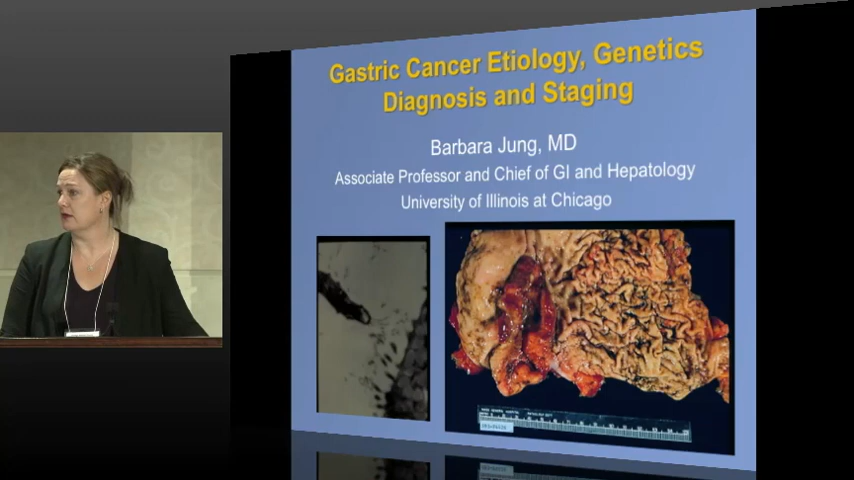 Gastric Cancer Etiology, Genetics
Diagnosis and Staging
Barbara Jung, MD
Associate Professor and Chief of GI and Hepatology
University of Illinois at Chicago